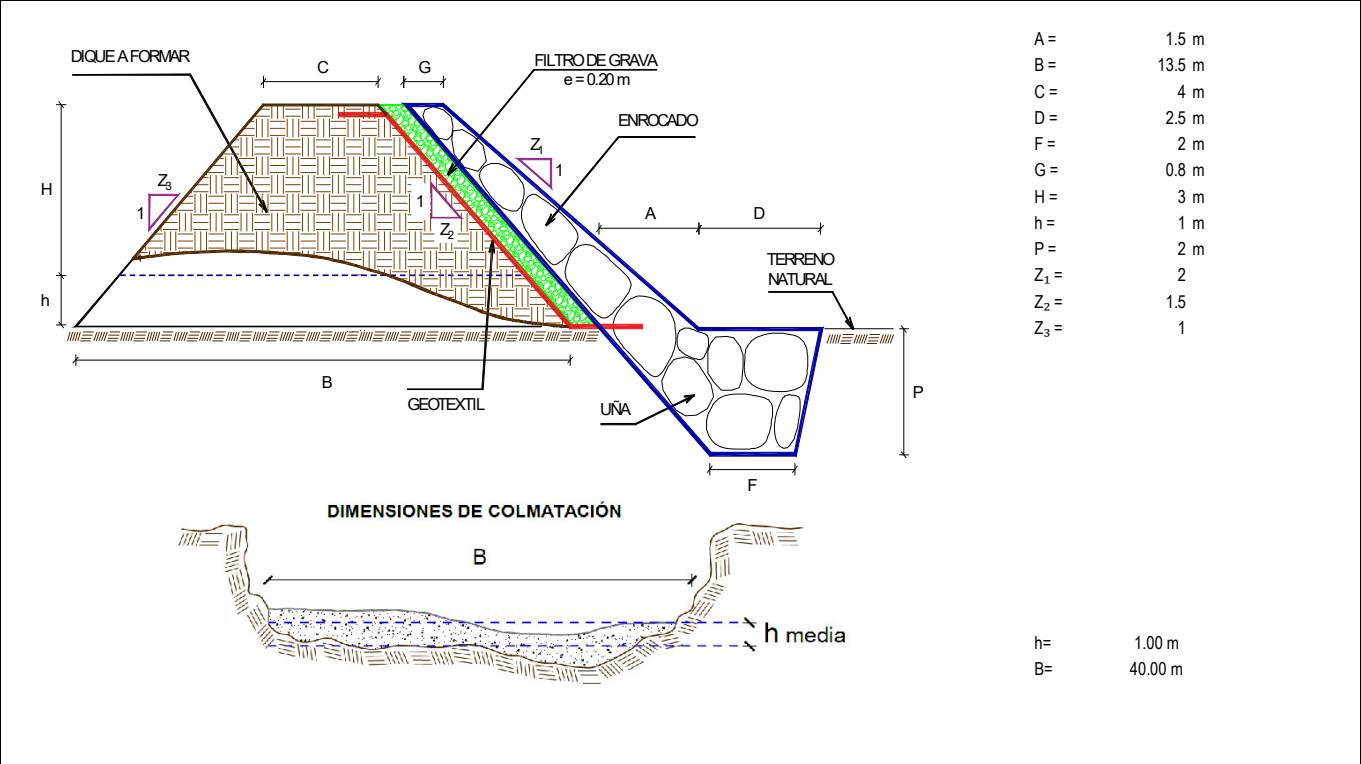 DIQUE A FORMAR
C
G
FILTRO DE GRAVA
e = 0.20 m
ENROCADO
Z1
1
H
Z3
1
1
Z2
A
D
TERRENO
NATURAL
h
B
GEOTEXTIL
UÑA
P
F
A = 1.5 m
B = 13.5 m
C = 4 m
D = 2.5 m
F = 2 m
G = 0.8 m
H = 3 m
h = 1 m
P = 2 m
Z1 = 2
Z2 = 1.5
Z3 = 1
DIMENSIONES DE COLMATACIÓN
B
h media
h= 1.00 m
B= 40.00 m